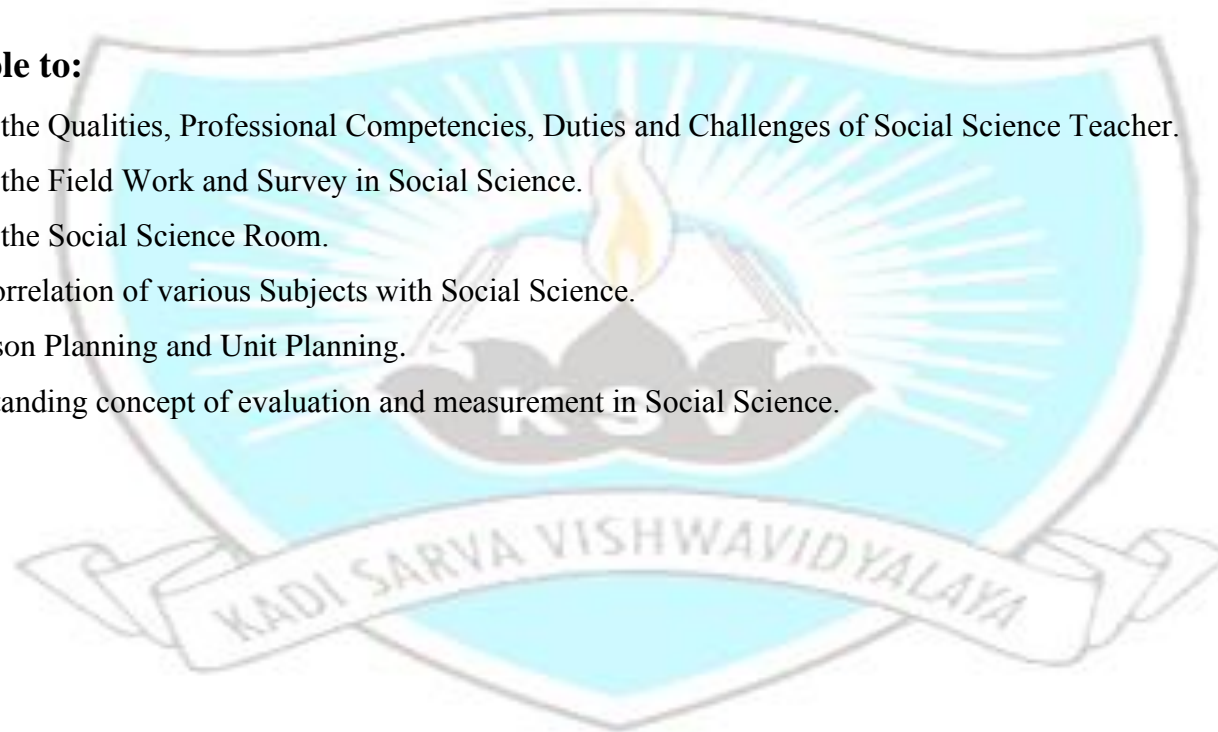 ble to:
the Qualities, Professional Competencies, Duties and Challenges of Social Science Teacher.
the Field Work and Survey in Social Science.
the Social Science Room.
orrelation of various Subjects with Social Science.
son Planning and Unit Planning.
tanding concept of evaluation and measurement in Social Science.
KSV
KADI SARVA VISHWAVIDYALAYA